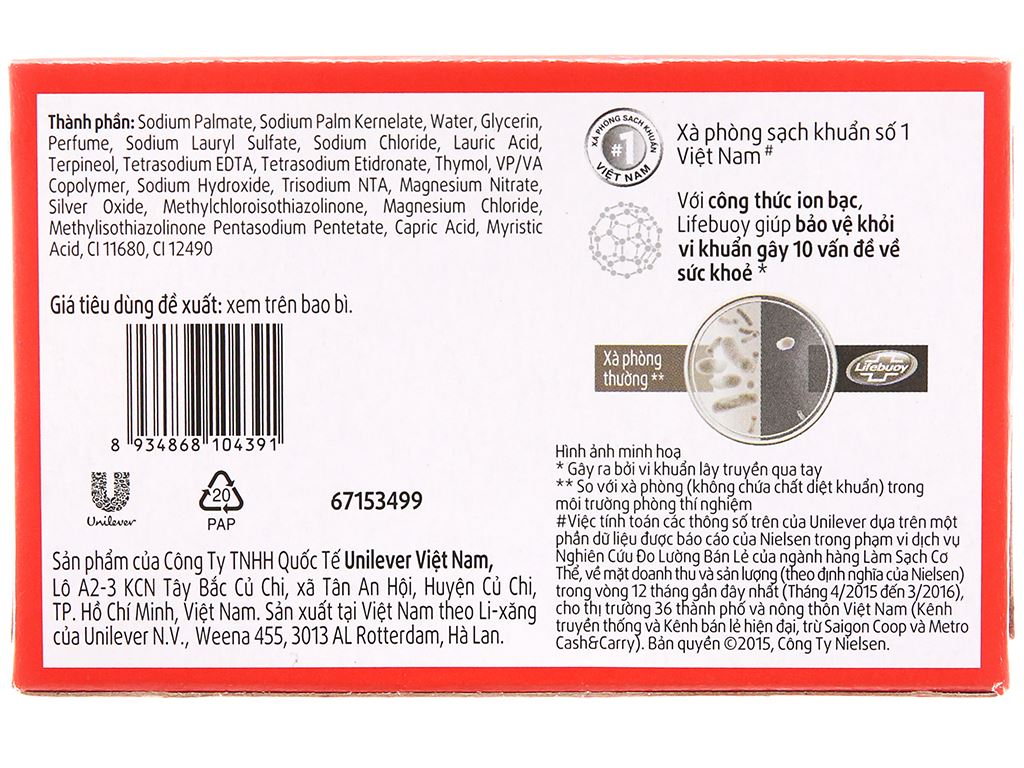 Thành phần: Sodium Palmate, Sodium Palm Kernelate, Water, Glycerin,
Perfume, Sodium Lauryl Sulfate, Sodium Chloride, Lauric Acid,
Terpineol, Tetrasodium EDTA, Tetrasodium Etidronate, Thymol, VP/VA
Copolymer, Sodium Hydroxide, Trisodium NTA, Magnesium Nitrate,
Silver Oxide, Methylchloroisothiazolinone, Magnesium Chloride,
Methylisothiazolinone Pentasodium Pentetate, Capric Acid, Myristic
Acid, CI 11680, CI 12490
Giá tiêu dùng đề xuất: xem trên bao bì.
8 934868 104391
Unilever
20
PAP
67153499
Sản phẩm của Công Ty TNHH Quốc Tế Unilever Việt Nam,
Lô A2-3 KCN Tây Bắc Củ Chi, xã Tân An Hội, Huyện Củ Chi,
TP. Hồ Chí Minh, Việt Nam. Sản xuất tại Việt Nam theo Li-xăng
của Unilever N.V., Weena 455, 3013 AL Rotterdam, Hà Lan.
XÀ PHÒNG SẠCH KHUẨN
#1
VIỆT NAM
Xà phòng sạch khuẩn số 1
Việt Nam #
Với công thức ion bạc,
Lifebuoy giúp bảo vệ khỏi
vi khuẩn gây 10 vấn đề về
sức khoẻ *
Xà phòng
thường **
Lifebuoy
Hình ảnh minh hoạ
* Gây ra bởi vi khuẩn lây truyền qua tay
** So với xà phòng (không chứa chất diệt khuẩn) trong
môi trường phòng thí nghiệm
#Việc tính toán các thông số trên của Unilever dựa trên một
phần dữ liệu được báo cáo của Nielsen trong phạm vi dịch vụ
Nghiên Cứu Đo Lường Bán Lẻ của ngành hàng Làm Sạch Cơ
Thể, về mặt doanh thu và sản lượng (theo định nghĩa của Nielsen)
trong vòng 12 tháng gần đây nhất (Tháng 4/2015 đến 3/2016),
cho thị trường 36 thành phố và nông thôn Việt Nam (Kênh
truyền thống và Kênh bán lẻ hiện đại, trừ Saigon Coop và Metro
Cash&Carry). Bản quyền ©2015, Công Ty Nielsen.